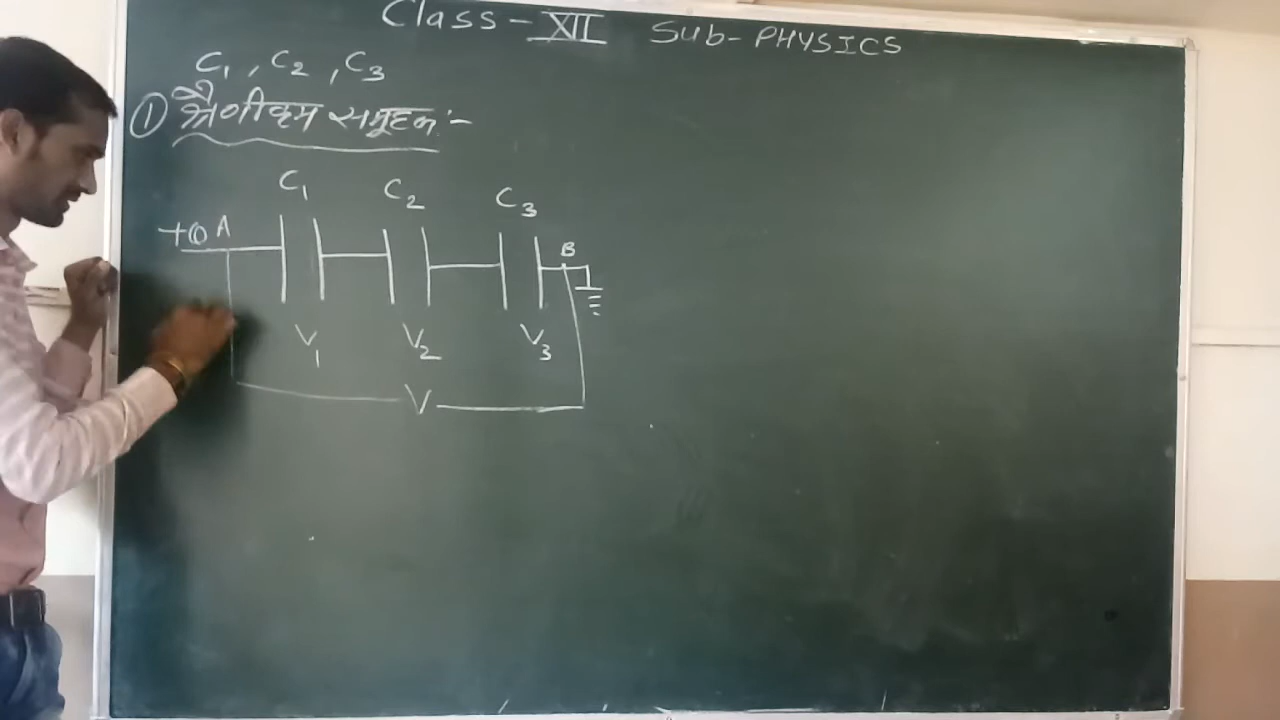 Class - XII Sub - PHYSICS
C₁, C₂, C₃
① श्रेणीक्रम समूहन :-
C₁ C₂ C₃
+Q A B
V₁ V₂ V₃
V